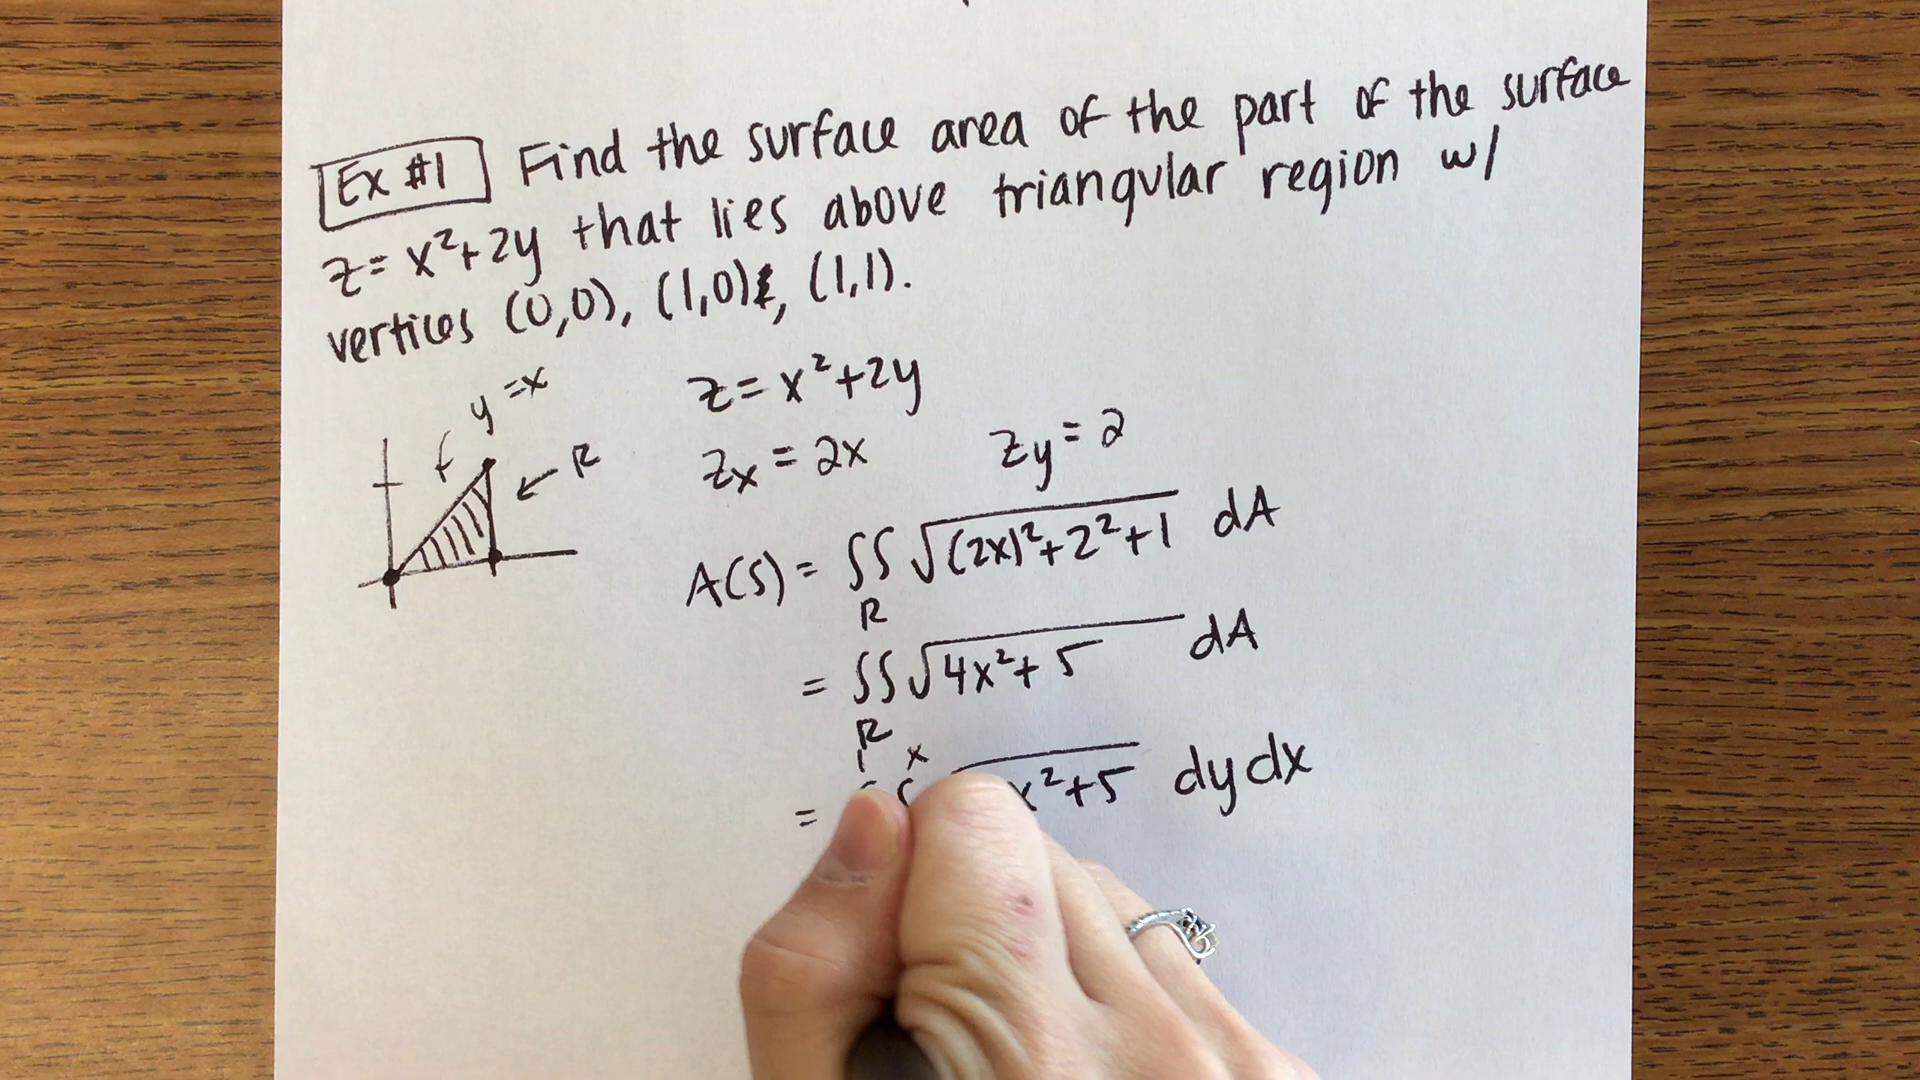 Ex #1 Find the surface area of the part of the surface
z = x²+2y that lies above triangular region w/
vertices (0,0), (1,0)&, (1,1).
y = x
R
z = x²+2y
zx = 2x zy = 2
A(S) = ∬ √(2x)²+2²+1 dA
R
= ∬ √4x²+5 dA
R
1 x
= ∫∫ x²+5 dy dx